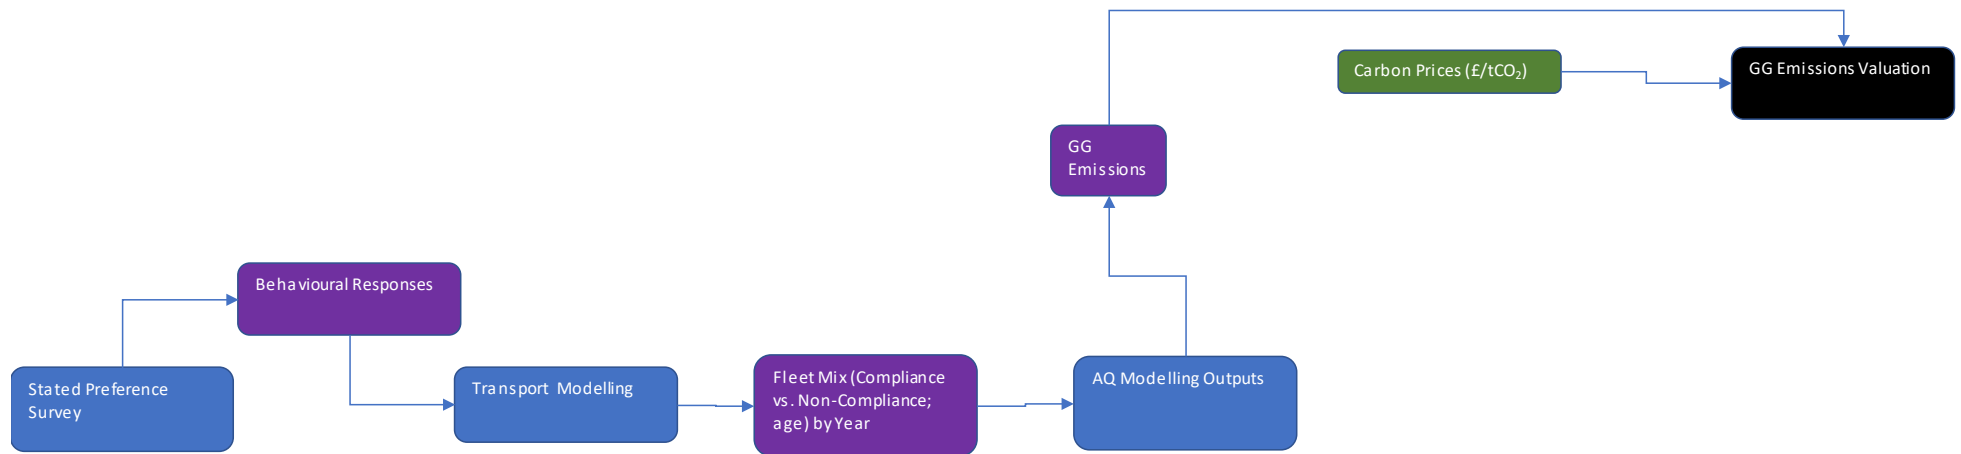 Carbon Prices (£/tCO₂)
GG Emissions Valuation
GG
Emissions
Behavioural Responses
Stated Preference
Survey
Transport Modelling
Fleet Mix (Compliance
vs. Non-Compliance;
age) by Year
AQ Modelling Outputs